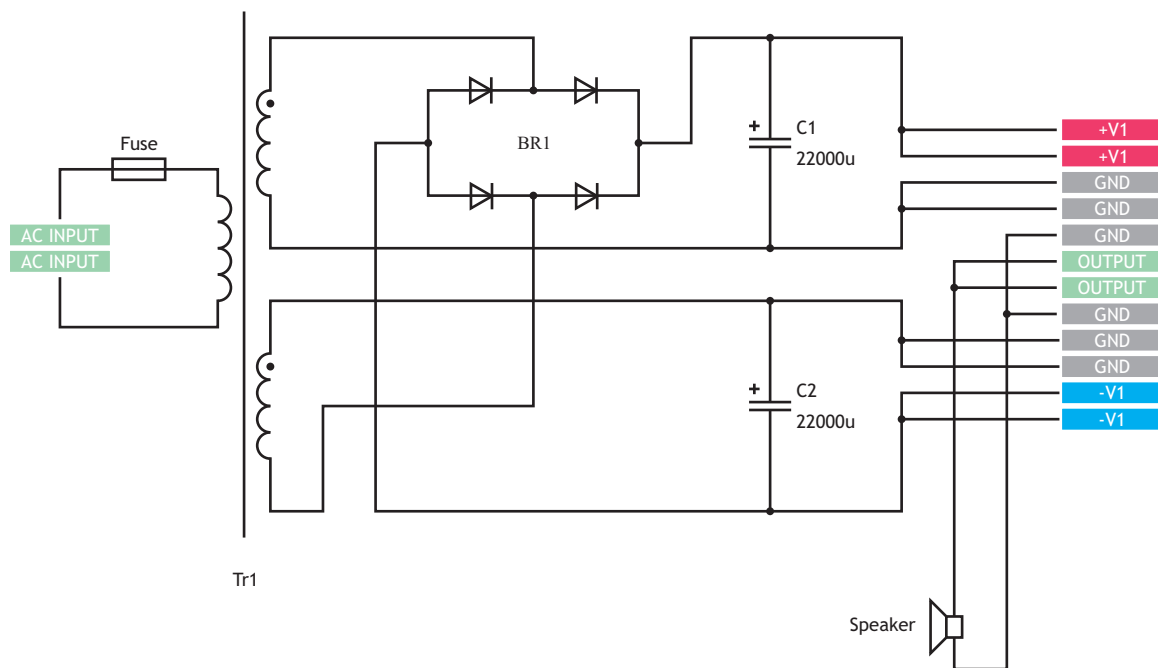 Fuse
AC INPUT
AC INPUT
Tr1
BR1
+
C1
22000u
+
C2
22000u
+V1
+V1
GND
GND
GND
OUTPUT
OUTPUT
GND
GND
GND
-V1
-V1
Speaker